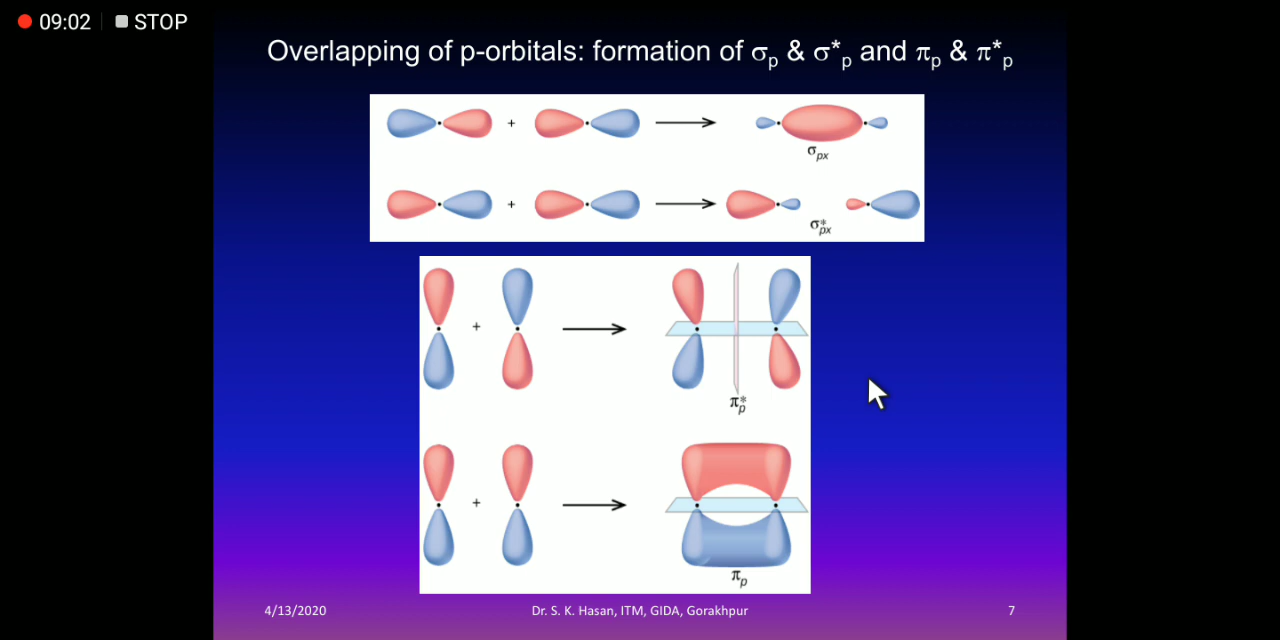 09:02 STOP
Overlapping of p-orbitals: formation of σp & σ*p and πp & π*p
+
σpx
+
σ*px
+
π*p
+
πp
4/13/2020 Dr. S. K. Hasan, ITM, GIDA, Gorakhpur 7